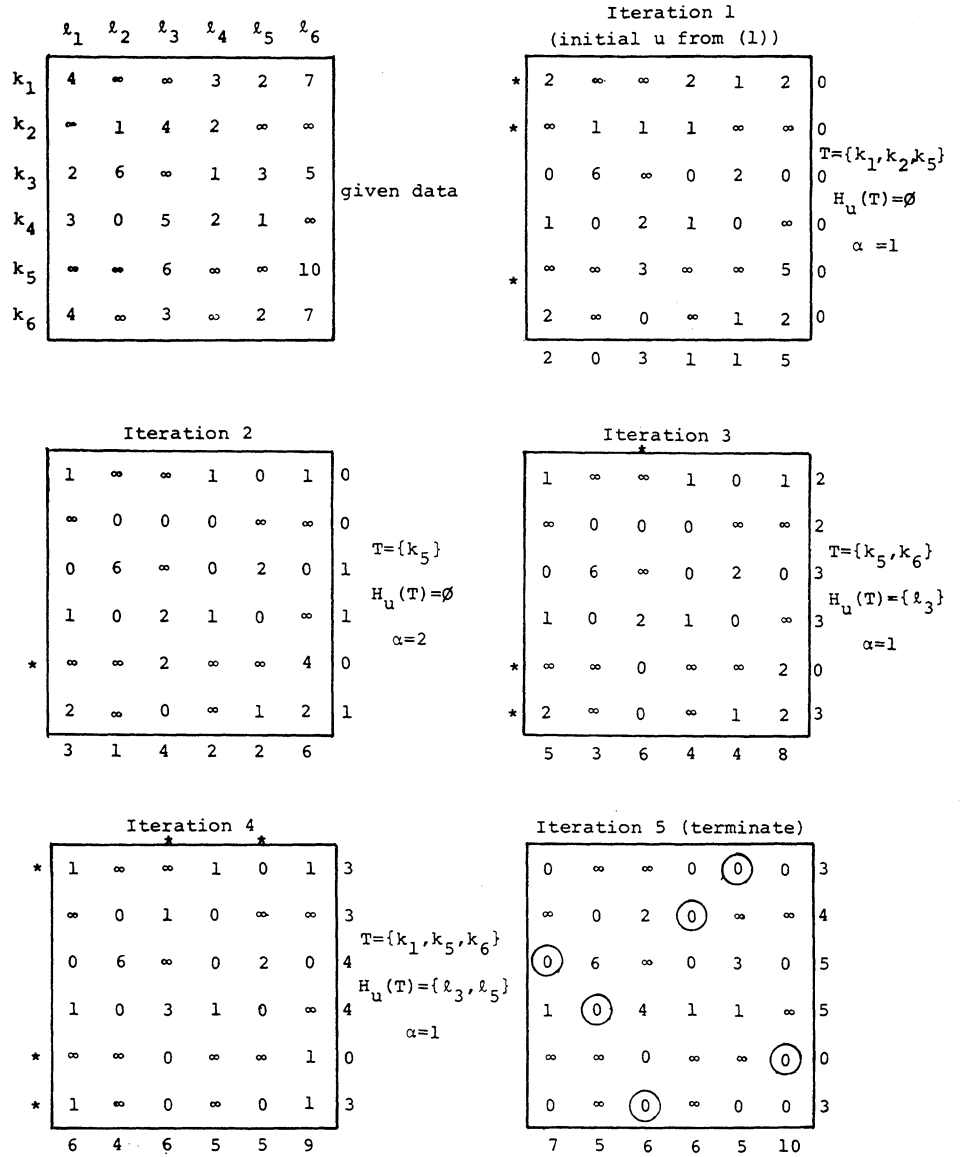 ℓ1 ℓ2 ℓ3 ℓ4 ℓ5 ℓ6
k1 4 ∞ ∞ 3 2 7
k2 ∞ 1 4 2 ∞ ∞
k3 2 6 ∞ 1 3 5
k4 3 0 5 2 1 ∞
k5 ∞ ∞ 6 ∞ ∞ 10
k6 4 ∞ 3 ∞ 2 7
given data
Iteration 1
(initial u from (1))
* 2 ∞ ∞ 2 1 2 0
* ∞ 1 1 1 ∞ ∞ 0
0 6 ∞ 0 2 0 0
1 0 2 1 0 ∞ 0
* ∞ ∞ 3 ∞ ∞ 5 0
2 ∞ 0 ∞ 1 2 0
2 0 3 1 1 5
T={k1,k2,k5}
Hu(T)=∅
α =1
Iteration 2
1 ∞ ∞ 1 0 1 0
∞ 0 0 0 ∞ ∞ 0
0 6 ∞ 0 2 0 1
1 0 2 1 0 ∞ 1
* ∞ ∞ 2 ∞ ∞ 4 0
2 ∞ 0 ∞ 1 2 1
3 1 4 2 2 6
T={k5}
Hu(T)=∅
α=2
Iteration 3
*
1 ∞ ∞ 1 0 1 2
∞ 0 0 0 ∞ ∞ 2
0 6 ∞ 0 2 0 3
1 0 2 1 0 ∞ 3
* ∞ ∞ 0 ∞ ∞ 2 0
* 2 ∞ 0 ∞ 1 2 3
5 3 6 4 4 8
T={k5,k6}
Hu(T)={ℓ3}
α=1
Iteration 4
* *
* 1 ∞ ∞ 1 0 1 3
∞ 0 1 0 ∞ ∞ 3
0 6 ∞ 0 2 0 4
1 0 3 1 0 ∞ 4
* ∞ ∞ 0 ∞ ∞ 1 0
* 1 ∞ 0 ∞ 0 1 3
6 4 6 5 5 9
T={k1,k5,k6}
Hu(T)={ℓ3,ℓ5}
α=1
Iteration 5 (terminate)
0 ∞ ∞ 0 0 0 3
∞ 0 2 0 ∞ ∞ 4
0 6 ∞ 0 3 0 5
1 0 4 1 1 ∞ 5
∞ ∞ 0 ∞ ∞ 0 0
0 ∞ 0 ∞ 0 0 3
7 5 6 6 5 10